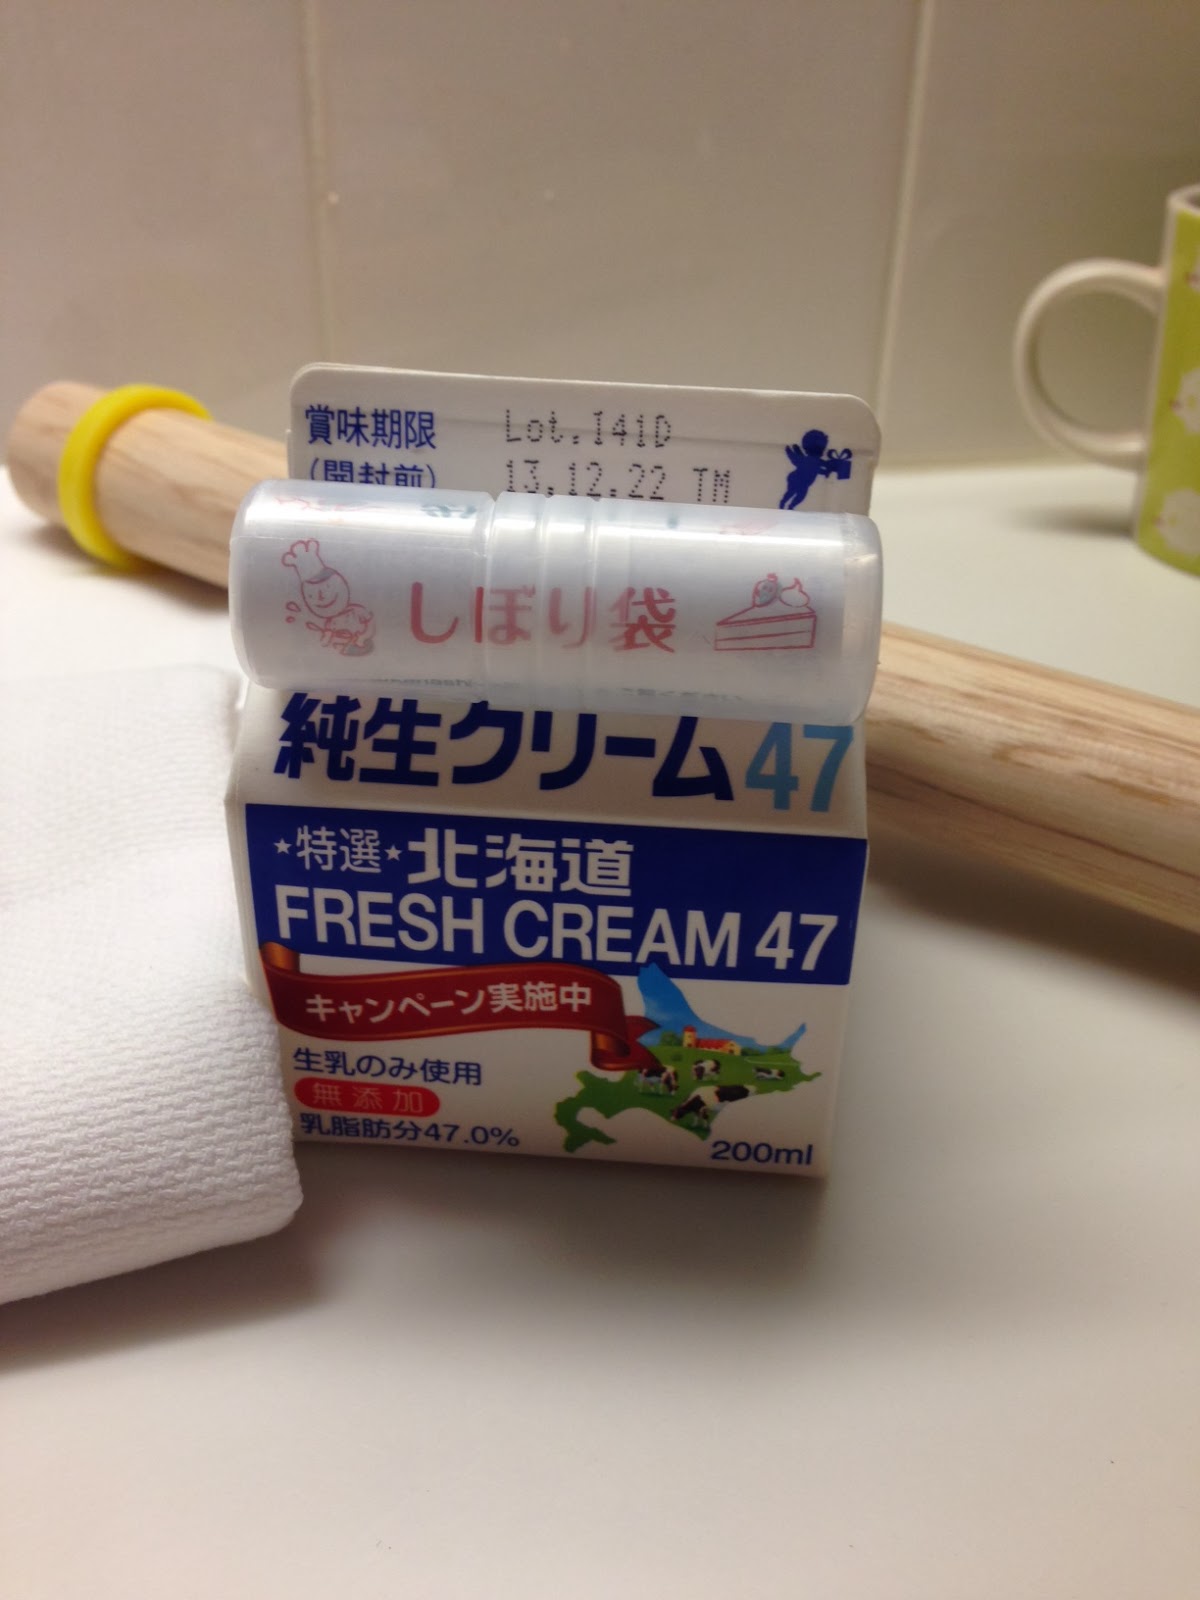 賞味期限 Lot.I41D
(開封前) 13.12.22 TM
しぼり袋
純生クリーム47
★特選★北海道
FRESH CREAM 47
キャンペーン実施中
生乳のみ使用
無添加
乳脂肪分47.0%
200ml